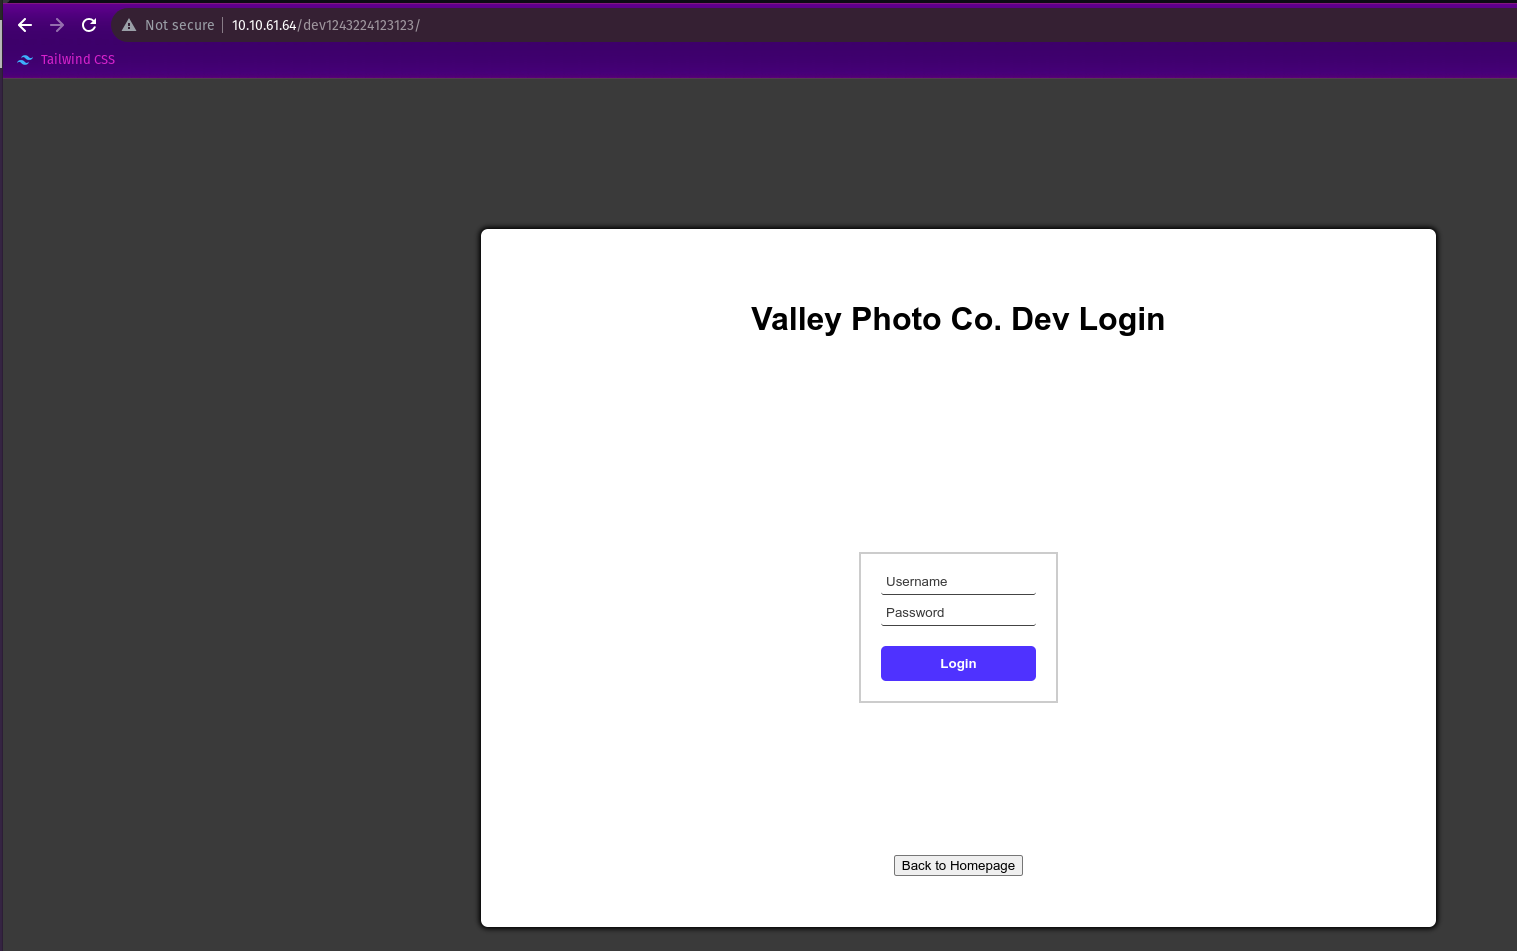 Not secure 10.10.61.64/dev1243224123123/
Tailwind CSS
Valley Photo Co. Dev Login
Username
Password
Login
Back to Homepage